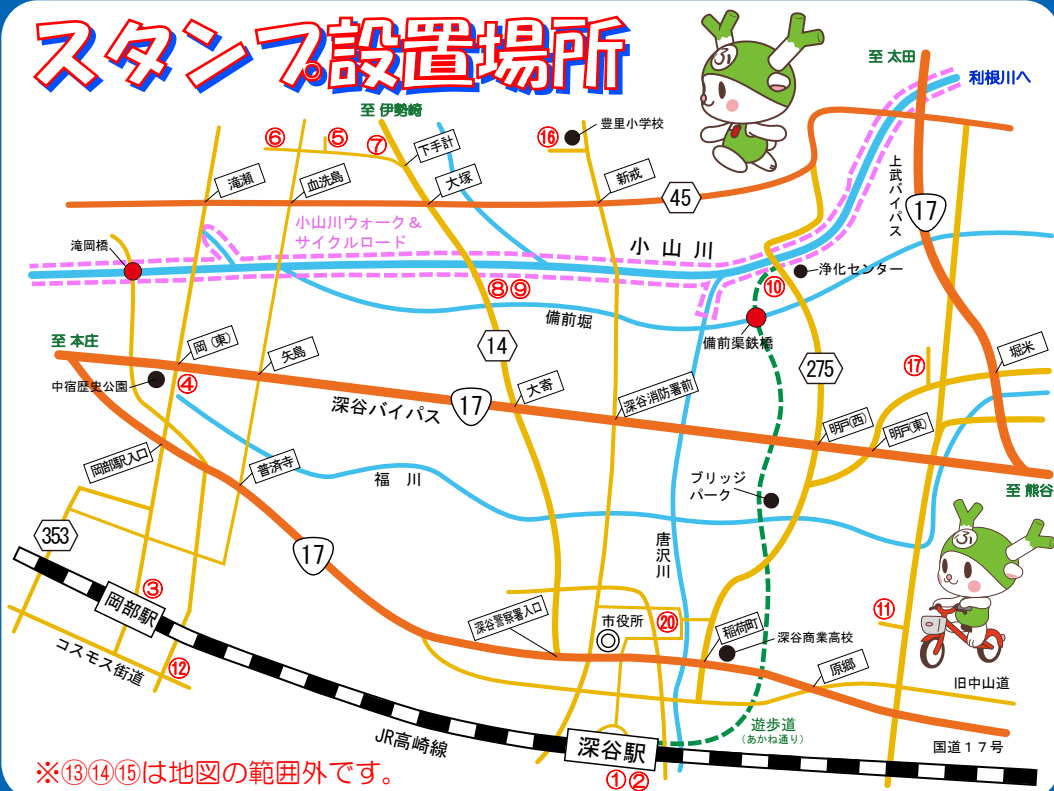 スタンプ設置場所
ふ
至 太田
利根川へ
至 伊勢崎
⑥
⑤
⑦
下手計
⑯
豊里小学校
滝瀬
血洗島
大塚
新戒
45
上武バイパス
17
小山川ウォーク＆
サイクルロード
小山川
滝岡橋
浄化センター
⑧⑨
⑩
備前堀
備前渠鉄橋
至 本庄
岡（東）
矢島
14
275
⑰
堀米
中宿歴史公園
④
深谷バイパス
17
大寄
深谷消防署前
明戸(西)
明戸(東)
岡部駅入口
普済寺
福川
ブリッジ
パーク
至 熊谷
353
17
唐沢川
ふ
③
岡部駅
深谷警察署入口
市役所
⑳
稲荷町
深谷商業高校
⑪
コスモス街道
⑫
原郷
旧中山道
JR高崎線
深谷駅
遊歩道
(あかね通り)
国道１７号
①②
※⑬⑭⑮は地図の範囲外です。